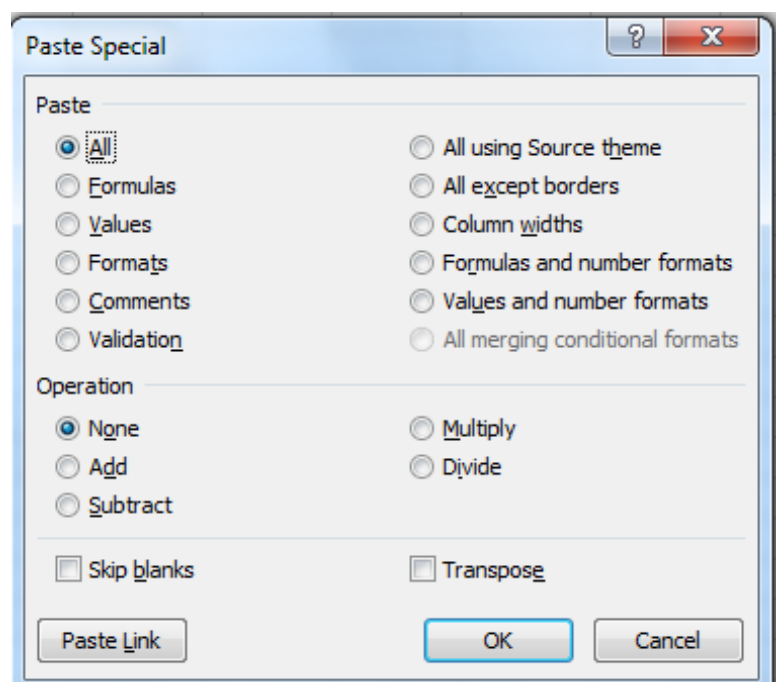 Paste Special
Paste
All
All using Source theme
Formulas
All except borders
Values
Column widths
Formats
Formulas and number formats
Comments
Values and number formats
Validation
All merging conditional formats
Operation
None
Multiply
Add
Divide
Subtract
Skip blanks
Transpose
Paste Link
OK
Cancel